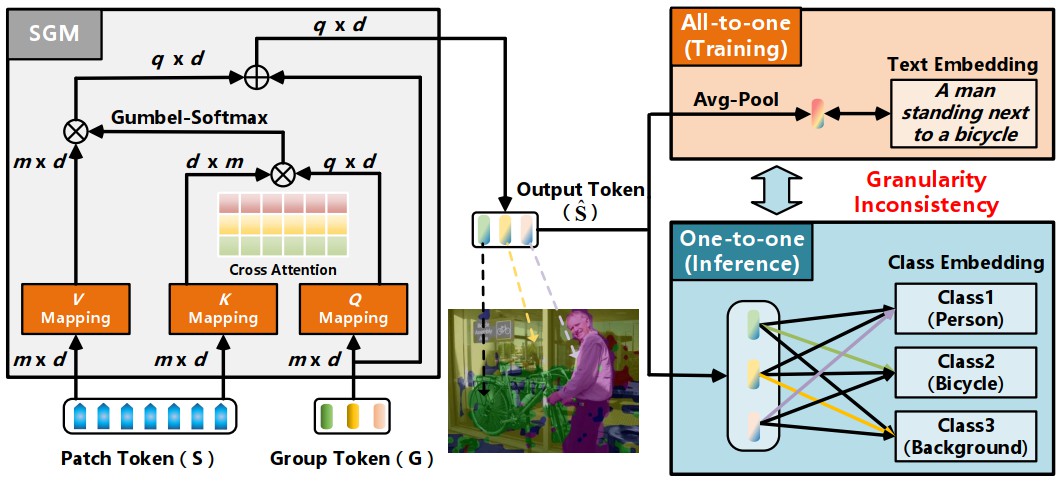 SGM
q x d
q x d
Gumbel-Softmax
m x d
d x m
q x d
Cross Attention
V
Mapping
K
Mapping
Q
Mapping
m x d
m x d
m x d
Patch Token ( S )
Group Token ( G )
Output Token
( Ŝ )
All-to-one
(Training)
Avg-Pool
Text Embedding
A man
standing next
to a bicycle
Granularity
Inconsistency
One-to-one
(Inference)
Class Embedding
Class1
(Person)
Class2
(Bicycle)
Class3
(Background)